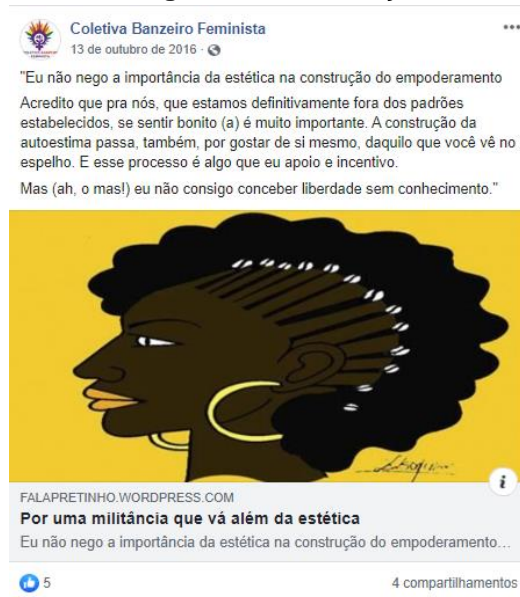 Coletiva Banzeiro Feminista
13 de outubro de 2016 ·
"Eu não nego a importância da estética na construção do empoderamento
Acredito que pra nós, que estamos definitivamente fora dos padrões
estabelecidos, se sentir bonito (a) é muito importante. A construção da
autoestima passa, também, por gostar de si mesmo, daquilo que você vê no
espelho. E esse processo é algo que eu apoio e incentivo.
Mas (ah, o mas!) eu não consigo conceber liberdade sem conhecimento."
i
FALAPRETINHO.WORDPRESS.COM
Por uma militância que vá além da estética
Eu não nego a importância da estética na construção do empoderamento...
5
4 compartilhamentos